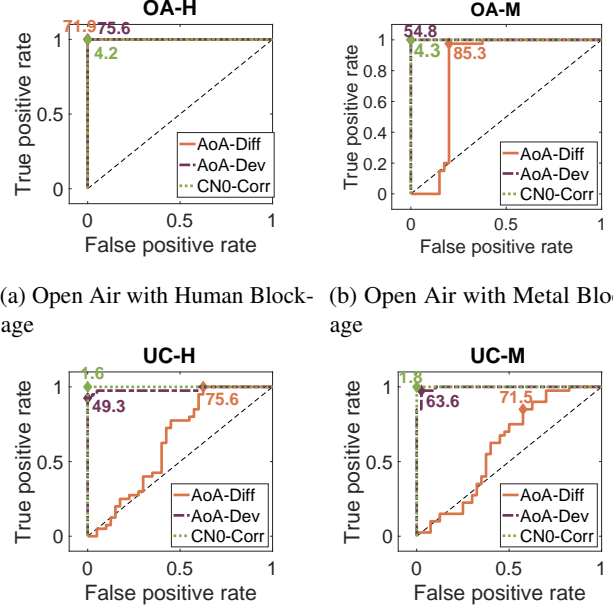 OA-H
71.9 75.6
4.2
True positive rate
1
0.5
0
AoA-Diff
AoA-Dev
CN0-Corr
0 0.5 1
False positive rate
OA-M
54.8
4.3
85.3
True positive rate
1
0.8
0.6
0.4
0.2
0
AoA-Diff
AoA-Dev
CN0-Corr
0 0.5 1
False positive rate
(a) Open Air with Human Block-
age
(b) Open Air with Metal Bloc
age
UC-H
1.6
49.3
75.6
True positive rate
1
0.5
0
AoA-Diff
AoA-Dev
CN0-Corr
0 0.5 1
False positive rate
UC-M
1.8
63.6
71.5
True positive rate
1
0.5
0
AoA-Diff
AoA-Dev
CN0-Corr
0 0.5 1
False positive rate